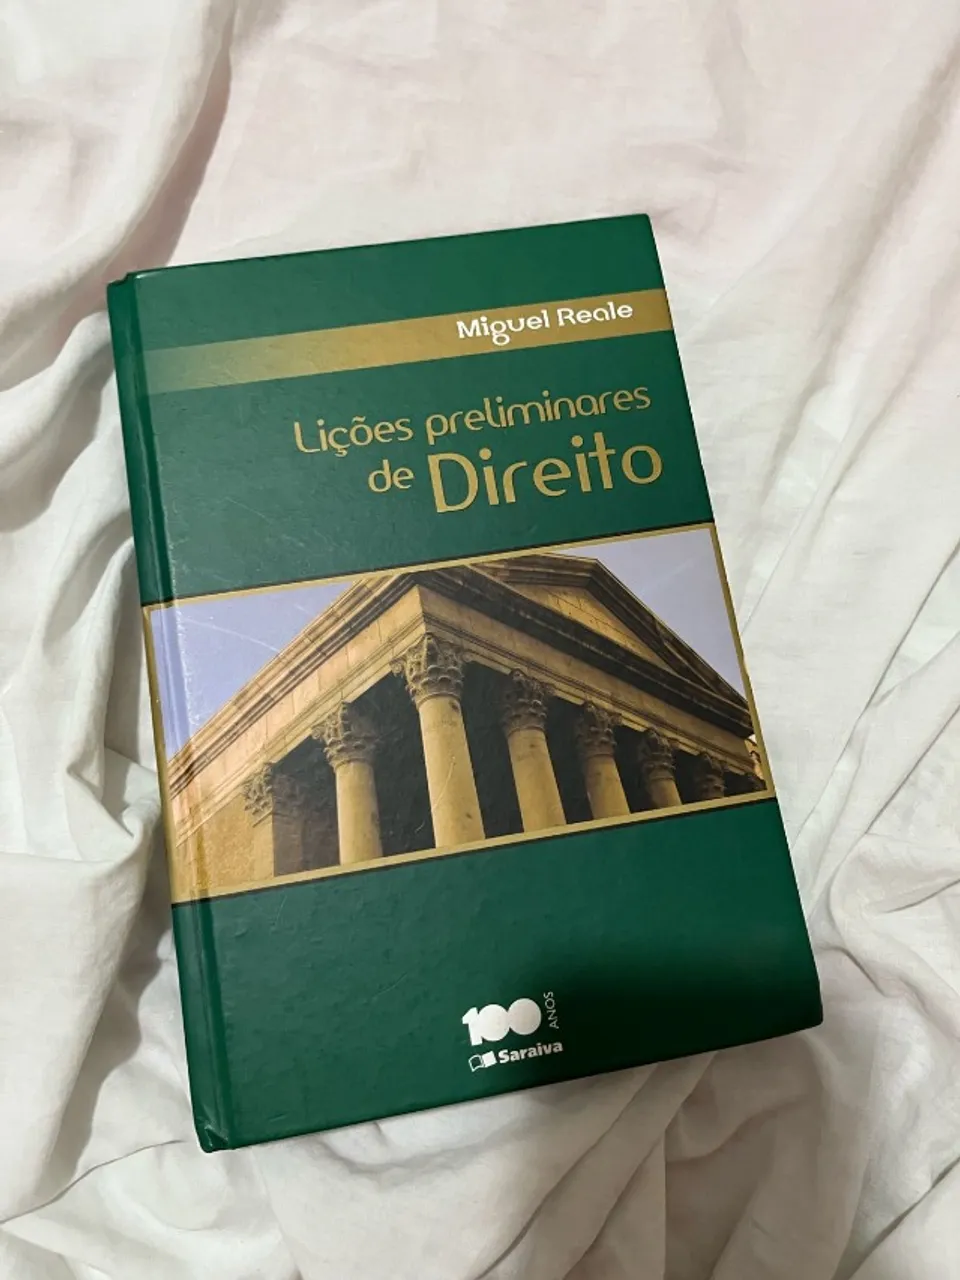 Miguel Reale
Lições preliminares
de Direito
100 ANOS
Saraiva